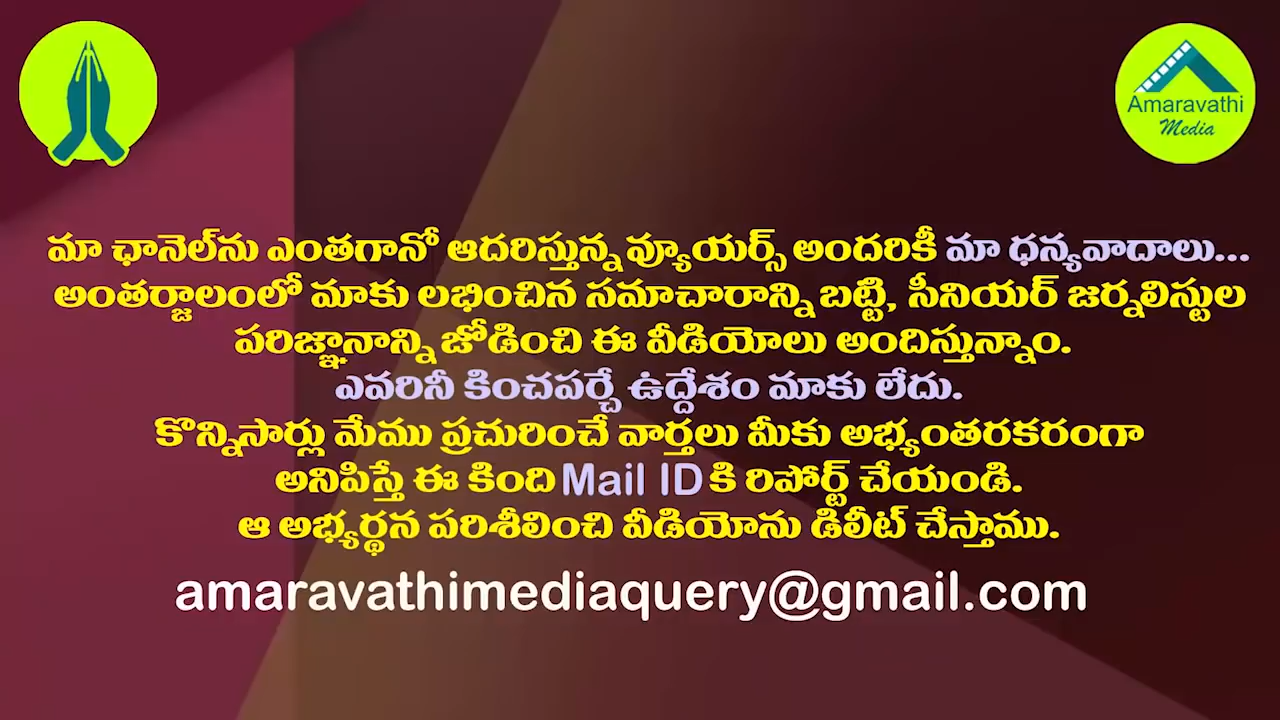 Amaravathi
Media
మా ఛానెల్‌ను ఎంతగానో ఆదరిస్తున్న వ్యూయర్స్ అందరికీ మా ధన్యవాదాలు...
అంతర్జాలంలో మాకు లభించిన సమాచారాన్ని బట్టి, సీనియర్ జర్నలిస్టుల
పరిజ్ఞానాన్ని జోడించి ఈ వీడియోలు అందిస్తున్నాం.
ఎవరినీ కించపర్చే ఉద్దేశం మాకు లేదు.
కొన్నిసార్లు మేము ప్రచురించే వార్తలు మీకు అభ్యంతరకరంగా
అనిపిస్తే ఈ కింది Mail ID కి రిపోర్ట్ చేయండి.
ఆ అభ్యర్థన పరిశీలించి వీడియోను డిలీట్ చేస్తాము.
amaravathimediaquery@gmail.com